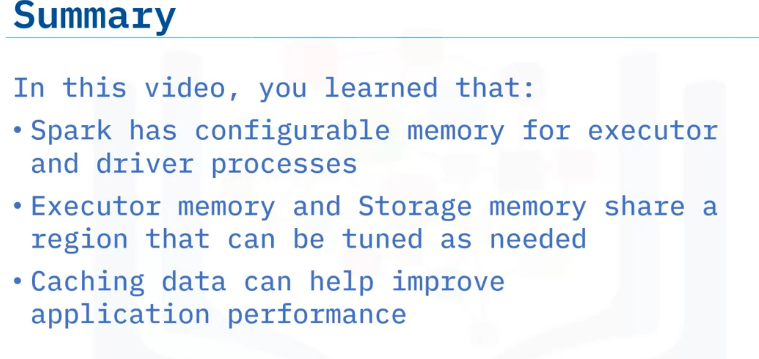 Summary
In this video, you learned that:
• Spark has configurable memory for executor
and driver processes
• Executor memory and Storage memory share a
region that can be tuned as needed
• Caching data can help improve
application performance